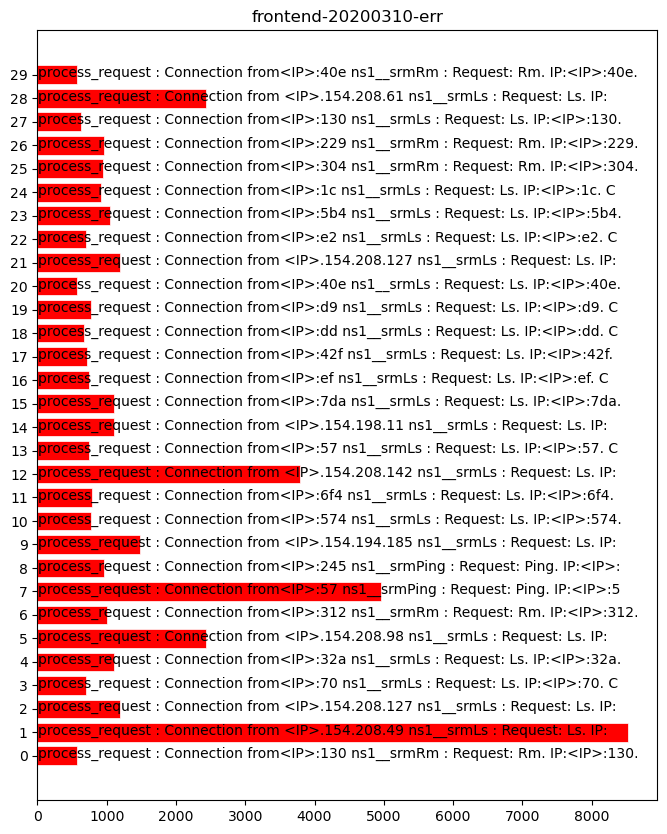 frontend-20200310-err
29 process_request : Connection from<IP>:40e ns1__srmRm : Request: Rm. IP:<IP>:40e.
28 process_request : Connection from <IP>.154.208.61 ns1__srmLs : Request: Ls. IP:
27 process_request : Connection from<IP>:130 ns1__srmLs : Request: Ls. IP:<IP>:130.
26 process_request : Connection from<IP>:229 ns1__srmRm : Request: Rm. IP:<IP>:229.
25 process_request : Connection from<IP>:304 ns1__srmRm : Request: Rm. IP:<IP>:304.
24 process_request : Connection from<IP>:1c ns1__srmLs : Request: Ls. IP:<IP>:1c. C
23 process_request : Connection from<IP>:5b4 ns1__srmLs : Request: Ls. IP:<IP>:5b4.
22 process_request : Connection from<IP>:e2 ns1__srmLs : Request: Ls. IP:<IP>:e2. C
21 process_request : Connection from <IP>.154.208.127 ns1__srmLs : Request: Ls. IP:
20 process_request : Connection from<IP>:40e ns1__srmLs : Request: Ls. IP:<IP>:40e.
19 process_request : Connection from<IP>:d9 ns1__srmLs : Request: Ls. IP:<IP>:d9. C
18 process_request : Connection from<IP>:dd ns1__srmLs : Request: Ls. IP:<IP>:dd. C
17 process_request : Connection from<IP>:42f ns1__srmLs : Request: Ls. IP:<IP>:42f.
16 process_request : Connection from<IP>:ef ns1__srmLs : Request: Ls. IP:<IP>:ef. C
15 process_request : Connection from<IP>:7da ns1__srmLs : Request: Ls. IP:<IP>:7da.
14 process_request : Connection from <IP>.154.198.11 ns1__srmLs : Request: Ls. IP:
13 process_request : Connection from<IP>:57 ns1__srmLs : Request: Ls. IP:<IP>:57. C
12 process_request : Connection from <IP>.154.208.142 ns1__srmLs : Request: Ls. IP:
11 process_request : Connection from<IP>:6f4 ns1__srmLs : Request: Ls. IP:<IP>:6f4.
10 process_request : Connection from<IP>:574 ns1__srmLs : Request: Ls. IP:<IP>:574.
9 process_request : Connection from <IP>.154.194.185 ns1__srmLs : Request: Ls. IP:
8 process_request : Connection from<IP>:245 ns1__srmPing : Request: Ping. IP:<IP>:
7 process_request : Connection from<IP>:57 ns1__srmPing : Request: Ping. IP:<IP>:5
6 process_request : Connection from<IP>:312 ns1__srmRm : Request: Rm. IP:<IP>:312.
5 process_request : Connection from <IP>.154.208.98 ns1__srmLs : Request: Ls. IP:
4 process_request : Connection from<IP>:32a ns1__srmLs : Request: Ls. IP:<IP>:32a.
3 process_request : Connection from<IP>:70 ns1__srmLs : Request: Ls. IP:<IP>:70. C
2 process_request : Connection from <IP>.154.208.127 ns1__srmLs : Request: Ls. IP:
1 process_request : Connection from <IP>.154.208.49 ns1__srmLs : Request: Ls. IP:
0 process_request : Connection from<IP>:130 ns1__srmRm : Request: Rm. IP:<IP>:130.
0 1000 2000 3000 4000 5000 6000 7000 8000